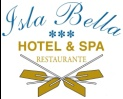 Isla Bella
***
HOTEL & SPA
RESTAURANTE